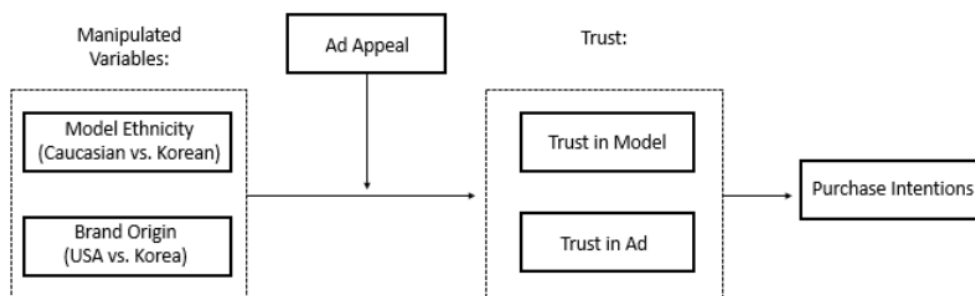 Manipulated
Variables:
Ad Appeal
Trust:
Model Ethnicity
(Caucasian vs. Korean)
Trust in Model
Purchase Intentions
Brand Origin
(USA vs. Korea)
Trust in Ad